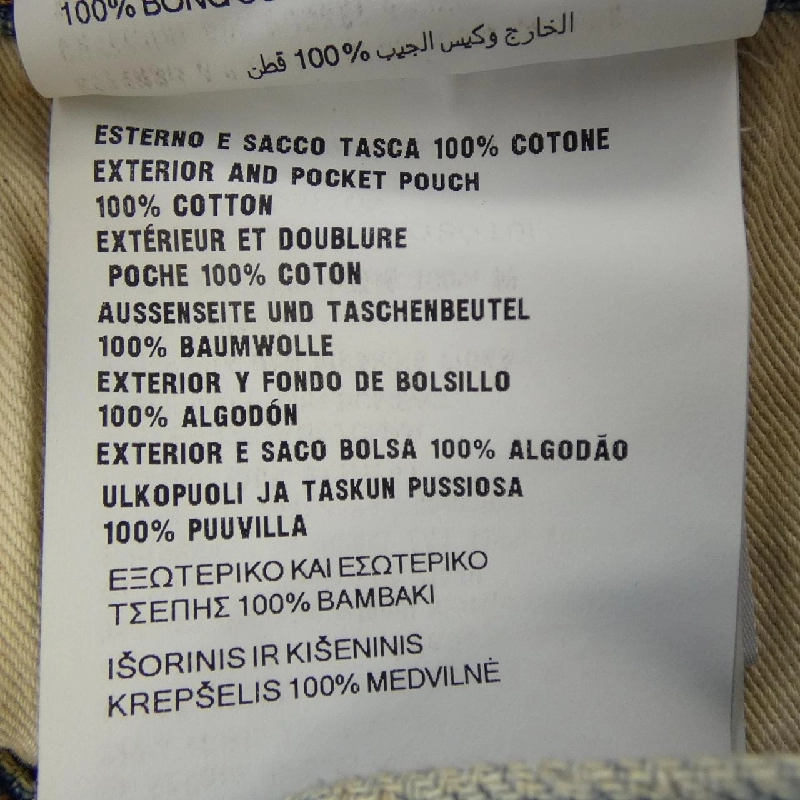 100%
الخارج وكيس الجيب 100% قطن
ESTERNO E SACCO TASCA 100% COTONE
EXTERIOR AND POCKET POUCH
100% COTTON
EXTÉRIEUR ET DOUBLURE
POCHE 100% COTON
AUSSENSEITE UND TASCHENBEUTEL
100% BAUMWOLLE
EXTERIOR Y FONDO DE BOLSILLO
100% ALGODÓN
EXTERIOR E SACO BOLSA 100% ALGODÃO
ULKOPUOLI JA TASKUN PUSSIOSA
100% PUUVILLA
ΕΞΩΤΕΡΙΚΟ ΚΑΙ ΕΣΩΤΕΡΙΚΟ
ΤΣΕΠΗΣ 100% ΒΑΜΒΑΚΙ
IŠORINIS IR KIŠENINIS
KREPŠELIS 100% MEDVILNĖ